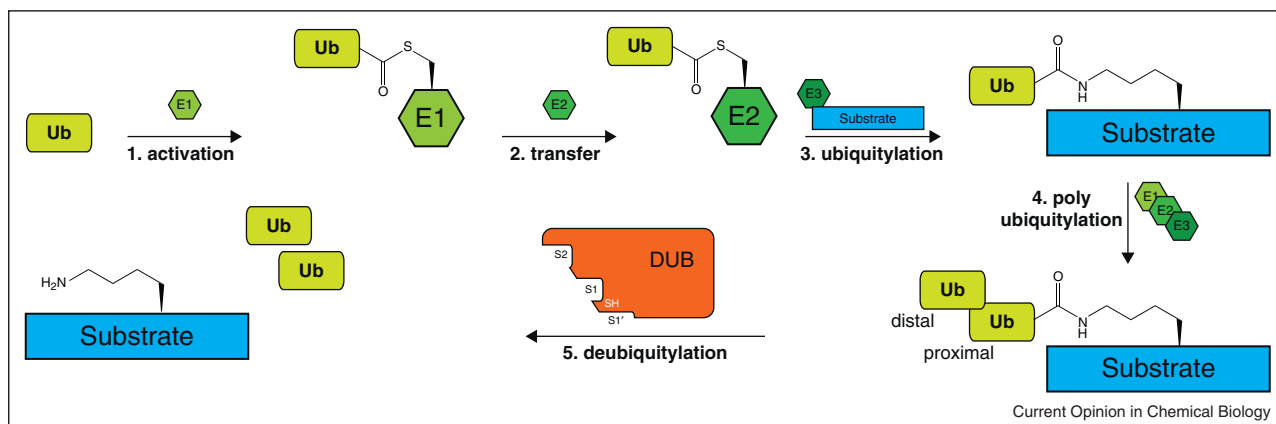 Ub
E1
1. activation
Ub
S
O
E1
E2
2. transfer
Ub
S
O
E2
E3
Substrate
3. ubiquitylation
Ub
O
N
H
Substrate
4. poly
ubiquitylation
E1
E2
E3
Ub
Ub
distal
proximal
O
N
H
Substrate
DUB
S2
S1
SH
S1′
5. deubiquitylation
Ub
Ub
H2N
Substrate
Current Opinion in Chemical Biology